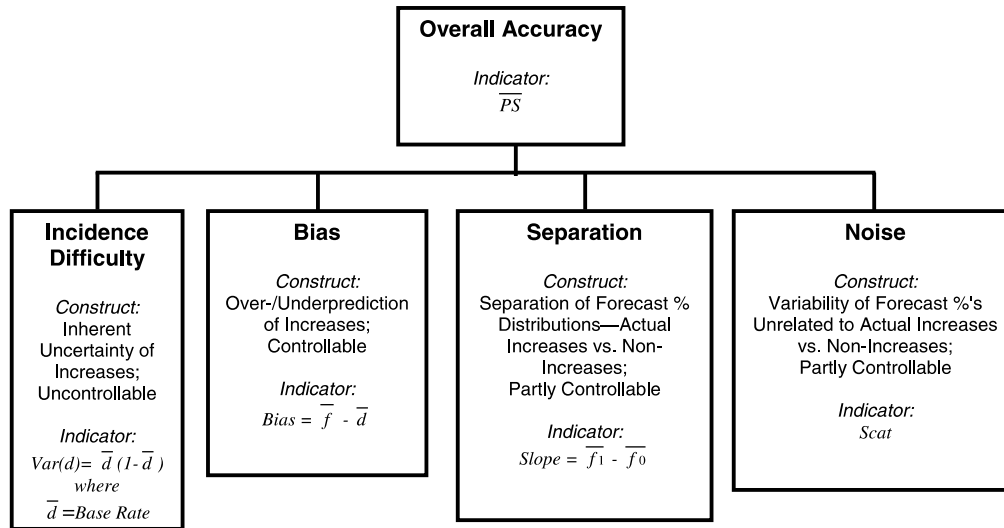 Overall Accuracy
Indicator:
P̅S̅
Incidence
Difficulty
Construct:
Inherent
Uncertainty of
Increases;
Uncontrollable
Indicator:
Var(d)= d̅ (1- d̅ )
where
d̅ =Base Rate
Bias
Construct:
Over-/Underprediction
of Increases;
Controllable
Indicator:
Bias = f̅ - d̅
Separation
Construct:
Separation of Forecast %
Distributions—Actual
Increases vs. Non-
Increases;
Partly Controllable
Indicator:
Slope = f̅₁ - f̅₀
Noise
Construct:
Variability of Forecast %'s
Unrelated to Actual Increases
vs. Non-Increases;
Partly Controllable
Indicator:
Scat